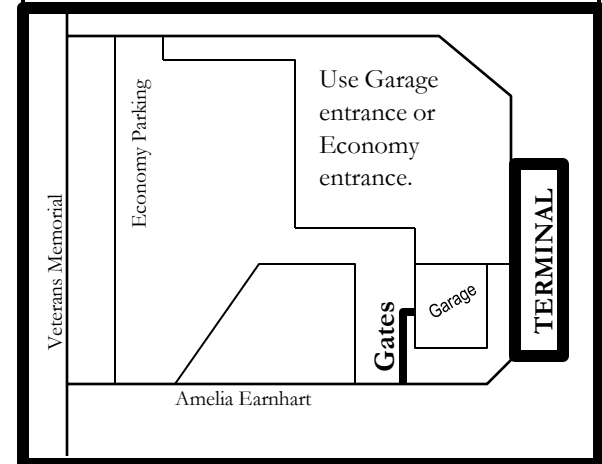 Use Garage
entrance or
Economy
entrance.
Economy Parking
Veterans Memorial
TERMINAL
Garage
Gates
Amelia Earnhart